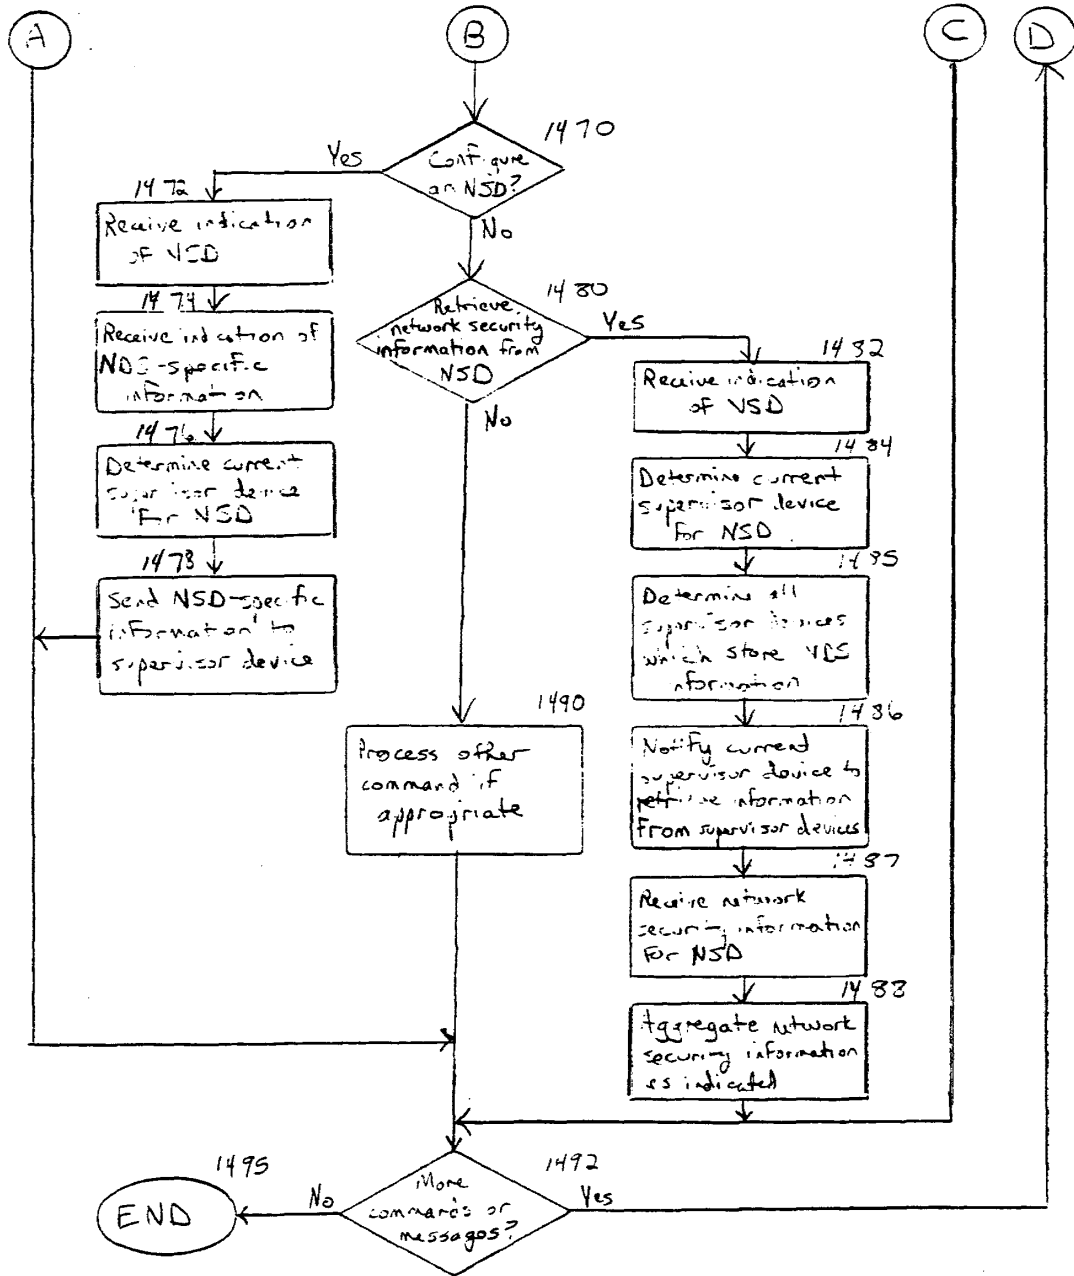 A
B
C
D
1470
Configure
an NSD?
Yes
No
1472
Receive indication
of NSD
1474
Receive indication of
NDS-specific
information
1476
Determine current
supervisor device
for NSD
1478
Send NSD-specific
information to
supervisor device
1480
Retrieve
network security
information from
NSD
Yes
No
1482
Receive indication
of NSD
1484
Determine current
supervisor device
for NSD
1485
Determine all
supervisor devices
which store NDS
information
1486
Notify current
supervisor device to
retrieve information
from supervisor devices
1487
Receive network
security information
for NSD
1488
Aggregate network
security information
as indicated
1490
Process other
command if
appropriate
1492
More
commands or
messages?
No
Yes
1495
END